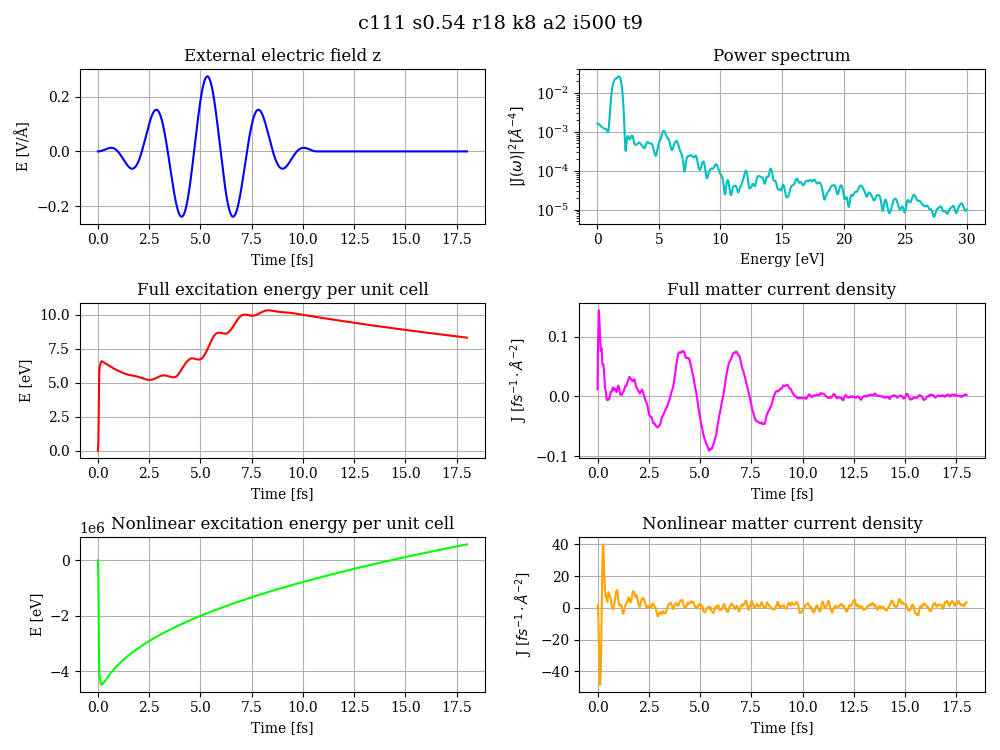 c111 s0.54 r18 k8 a2 i500 t9
External electric field z
E [V/Å]
0.2
0.0
−0.2
0.0 2.5 5.0 7.5 10.0 12.5 15.0 17.5
Time [fs]
Power spectrum
|J(ω)|²[Å⁻⁴]
10⁻²
10⁻³
10⁻⁴
10⁻⁵
0 5 10 15 20 25 30
Energy [eV]
Full excitation energy per unit cell
E [eV]
10.0
7.5
5.0
2.5
0.0
0.0 2.5 5.0 7.5 10.0 12.5 15.0 17.5
Time [fs]
Full matter current density
J [fs⁻¹ · Å⁻²]
0.1
0.0
−0.1
0.0 2.5 5.0 7.5 10.0 12.5 15.0 17.5
Time [fs]
1e6 Nonlinear excitation energy per unit cell
E [eV]
0
−2
−4
0.0 2.5 5.0 7.5 10.0 12.5 15.0 17.5
Time [fs]
Nonlinear matter current density
J [fs⁻¹ · Å⁻²]
40
20
0
−20
−40
0.0 2.5 5.0 7.5 10.0 12.5 15.0 17.5
Time [fs]